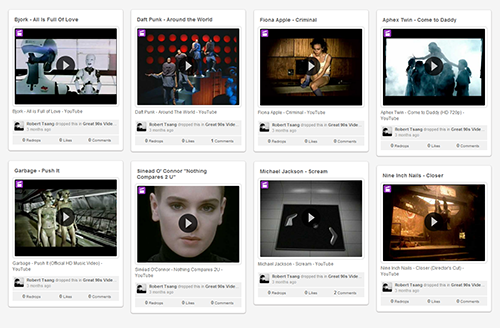 Bjork - All Is Full Of Love
Bjork - All is Full of Love - YouTube
Robert Tsang dropped this in Great 90s Vide...
3 months ago
0 Redrops 0 Likes 0 Comments
Daft Punk - Around the World
Daft Punk - Around The World - YouTube
Robert Tsang dropped this in Great 90s Vide...
3 months ago
0 Redrops 0 Likes 1 Comments
Fiona Apple - Criminal
Fiona Apple - Criminal - YouTube
Robert Tsang dropped this in Great 90s Vide...
3 months ago
0 Redrops 0 Likes 0 Comments
Aphex Twin - Come to Daddy
Aphex Twin - Come to Daddy (HD 720p) -
YouTube
Robert Tsang dropped this in Great 90s Vide...
3 months ago
0 Redrops 0 Likes 0 Comments
Garbage - Push It
Garbage - Push It (Official HD Music Video) -
YouTube
Robert Tsang dropped this in Great 90s Vide...
3 months ago
0 Redrops 0 Likes 0 Comments
Sinead O' Connor "Nothing
Compares 2 U"
Sinéad O'Connor - Nothing Compares 2U -
YouTube
Robert Tsang dropped this in Great 90s Vide...
3 months ago
0 Redrops 0 Likes 0 Comments
Michael Jackson - Scream
Michael Jackson - Scream - YouTube
Robert Tsang dropped this in Great 90s Vide...
3 months ago
0 Redrops 0 Likes 2 Comments
Nine Inch Nails - Closer
Nine Inch Nails - Closer (Director's Cut) -
YouTube
Robert Tsang dropped this in Great 90s Vide...
3 months ago
0 Redrops 0 Likes 0 Comments